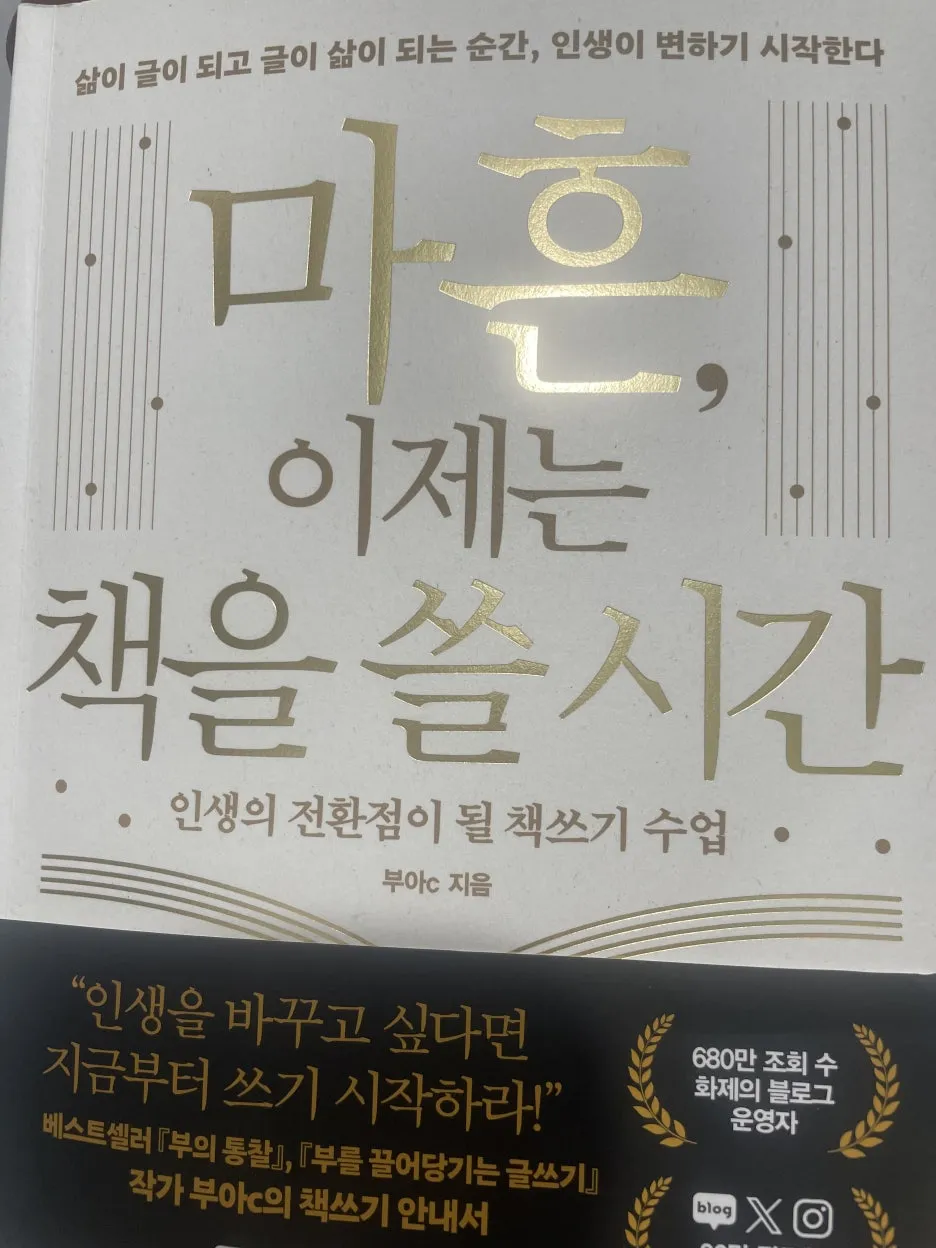 삶이 글이 되고 글이 삶이 되는 순간, 인생이 변하기 시작한다
마흔,
이제는
책을 쓸 시간
인생의 전환점이 될 책쓰기 수업
부아c 지음
“인생을 바꾸고 싶다면
지금부터 쓰기 시작하라!”
베스트셀러 『부의 통찰』, 『부를 끌어당기는 글쓰기』
작가 부아c의 책쓰기 안내서
680만 조회 수
화제의 블로그
운영자
blog